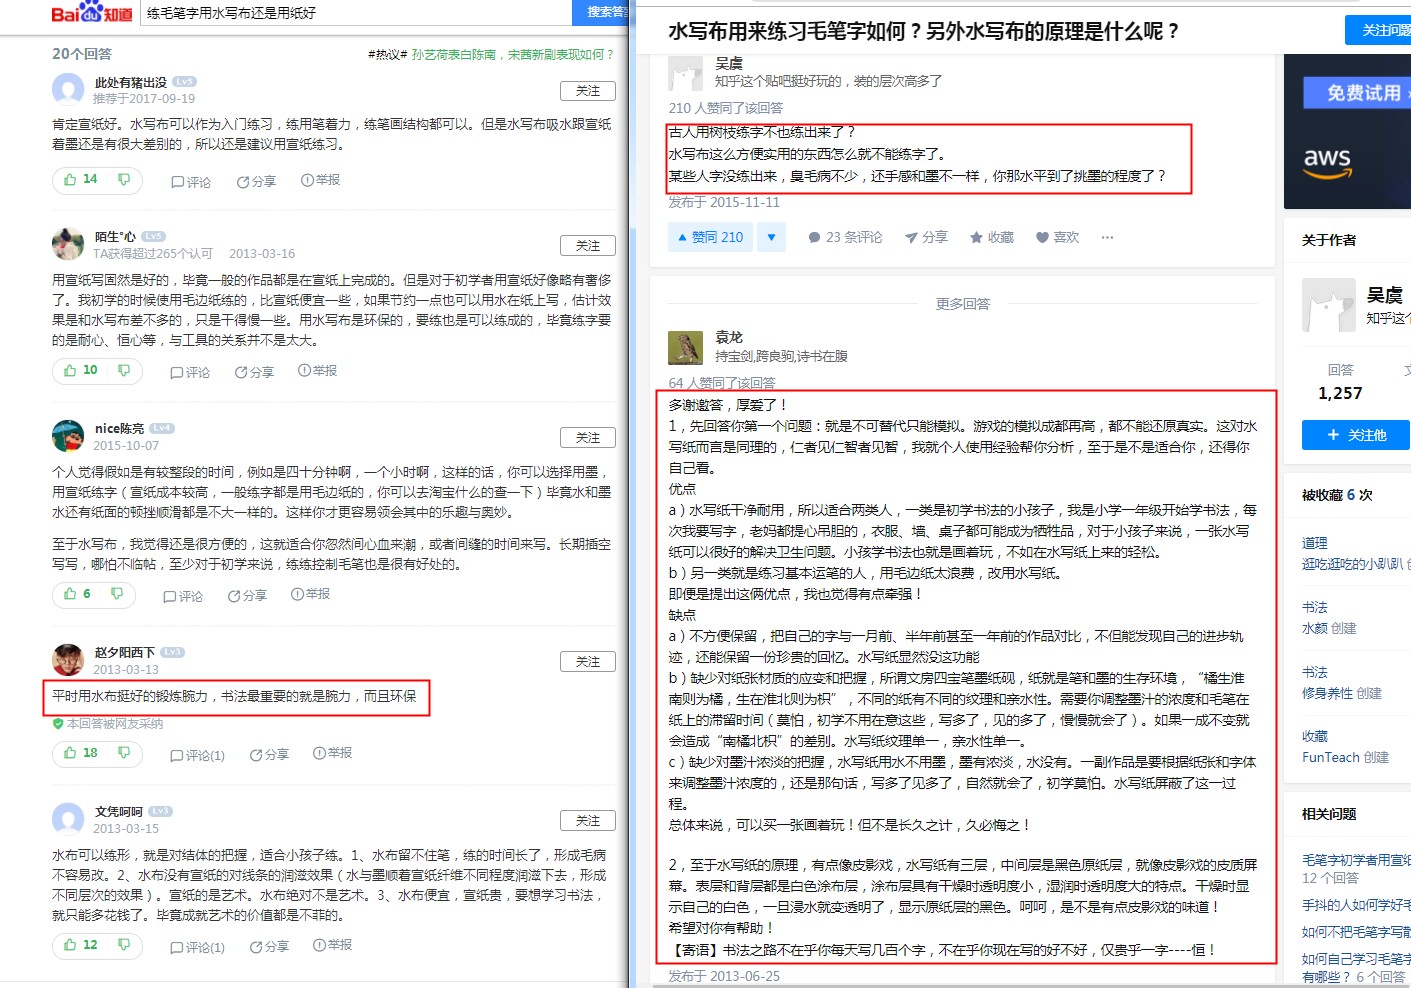 Bai du 知道
练毛笔字用水写布还是用纸好
搜索答案
20个回答
#热议# 孙艺荷表白陈南，宋茜新剧表现如何？
此处有猪出没 Lv5
推荐于2017-09-19
关注
肯定宣纸好。水写布可以作为入门练习，练用笔着力，练笔画结构都可以。但是水写布吸水跟宣纸
着墨还是有很大差别的，所以还是建议用宣纸练习。
14
评论
分享
举报
陌生°心 Lv5
TA获得超过265个认可 2013-03-16
关注
用宣纸写固然是好的，毕竟一般的作品都是在宣纸上完成的。但是对于初学者用宣纸好像略有奢侈
了。我初学的时候使用毛边纸练的，比宣纸便宜一些，如果节约一点也可以用水在纸上写，估计效
果是和水写布差不多的，只是干得慢一些。用水写布是环保的，要练也是可以练成的，毕竟练字要
的是耐心、恒心等，与工具的关系并不是太大。
10
评论
分享
举报
nice陈亮 Lv4
2015-10-07
关注
个人觉得假如是有较整段的时间，例如是四十分钟啊，一个小时啊，这样的话，你可以选择用墨，
用宣纸练字（宣纸成本较高，一般练字都是用毛边纸的，你可以去淘宝什么的查一下）毕竟水和墨
水还有纸面的顿挫顺滑都是不大一样的。这样你才更容易领会其中的乐趣与奥妙。
至于水写布，我觉得还是很方便的，这就适合你忽然间心血来潮，或者间缝的时间来写。长期插空
写写，哪怕不临帖，至少对于初学来说，练练控制毛笔也是很有好处的。
6
评论
分享
举报
赵夕阳西下 Lv3
2013-03-13
关注
平时用水布挺好的锻炼腕力，书法最重要的就是腕力，而且环保
本回答被网友采纳
18
评论(1)
分享
举报
文凭呵呵 Lv3
2013-03-15
关注
水布可以练形，就是对结体的把握，适合小孩子练。1、水布留不住笔，练的时间长了，形成毛病
不容易改。2、水布没有宣纸的对线条的润滋效果（水与墨顺着宣纸纤维不同程度润滋下去，形成
不同层次的效果）。宣纸的是艺术。水布绝对不是艺术。3、水布便宜，宣纸贵，要想学习书法，
就只能多花钱了。毕竟成就艺术的价值都是不菲的。
12
评论(1)
分享
举报
水写布用来练习毛笔字如何？另外水写布的原理是什么呢？
关注问题
吴虞
知乎这个贴吧挺好玩的，装的层次高多了
210 人赞同了该回答
古人用树枝练字不也练出来了？
水写布这么方便实用的东西怎么就不能练字了。
某些人字没练出来，臭毛病不少，还手感和墨不一样，你那水平到了挑墨的程度了？
发布于 2015-11-11
赞同 210
23 条评论
分享
收藏
喜欢
更多回答
袁龙
持宝剑,跨良驹,诗书在腹
64 人赞同了该回答
多谢邀答，厚爱了！
1，先回答你第一个问题：就是不可替代只能模拟。游戏的模拟成都再高，都不能还原真实。这对水
写纸而言是同理的，仁者见仁智者见智，我就个人使用经验帮你分析，至于是不是适合你，还得你
自己看。
优点
a）水写纸干净耐用，所以适合两类人，一类是初学书法的小孩子，我是小学一年级开始学书法，每
次我要写字，老妈都提心吊胆的，衣服、墙、桌子都可能成为牺牲品，对于小孩子来说，一张水写
纸可以很好的解决卫生问题。小孩学书法也就是画着玩，不如在水写纸上来的轻松。
b）另一类就是练习基本运笔的人，用毛边纸太浪费，改用水写纸。
即便是提出这俩优点，我也觉得有点牵强！
缺点
a）不方便保留，把自己的字与一月前、半年前甚至一年前的作品对比，不但能发现自己的进步轨
迹，还能保留一份珍贵的回忆。水写纸显然没这功能
b）缺少对纸张材质的应变和把握，所谓文房四宝笔墨纸砚，纸就是笔和墨的生存环境，“橘生淮
南则为橘，生在淮北则为枳”，不同的纸有不同的纹理和亲水性。需要你调整墨汁的浓度和毛笔在
纸上的滞留时间（莫怕，初学不用在意这些，写多了，见的多了，慢慢就会了）。如果一成不变就
会造成“南橘北枳”的差别。水写纸纹理单一，亲水性单一。
c）缺少对墨汁浓淡的把握，水写纸用水不用墨，墨有浓淡，水没有。一副作品是要根据纸张和字体
来调整墨汁浓度的，还是那句话，写多了见多了，自然就会了，初学莫怕。水写纸屏蔽了这一过
程。
总体来说，可以买一张画着玩！但不是长久之计，久必悔之！
2，至于水写纸的原理，有点像皮影戏，水写纸有三层，中间层是黑色原纸层，就像皮影戏的皮质屏
幕。表层和背层都是白色涂布层，涂布层具有干燥时透明度小，湿润时透明度大的特点。干燥时显
示自己的白色，一旦浸水就变透明了，显示原纸层的黑色。呵呵，是不是有点皮影戏的味道！
希望对你有帮助！
【寄语】书法之路不在乎你每天写几百个字，不在乎你现在写的好不好，仅贵乎一字----恒！
发布于 2013-06-25
免费试用 ›
aws
关于作者
吴虞
知乎这个
回答
文
1,257
关注他
被收藏 6 次
道理
逛吃逛吃的小趴趴 创
书法
水颜 创建
书法
修身养性 创建
收藏
FunTeach 创建
相关问题
毛笔字初学者用宣纸
12 个回答
手抖的人如何学好毛
如何不把毛笔字写散
如何自己学习毛笔字
有哪些？ 6 个回答